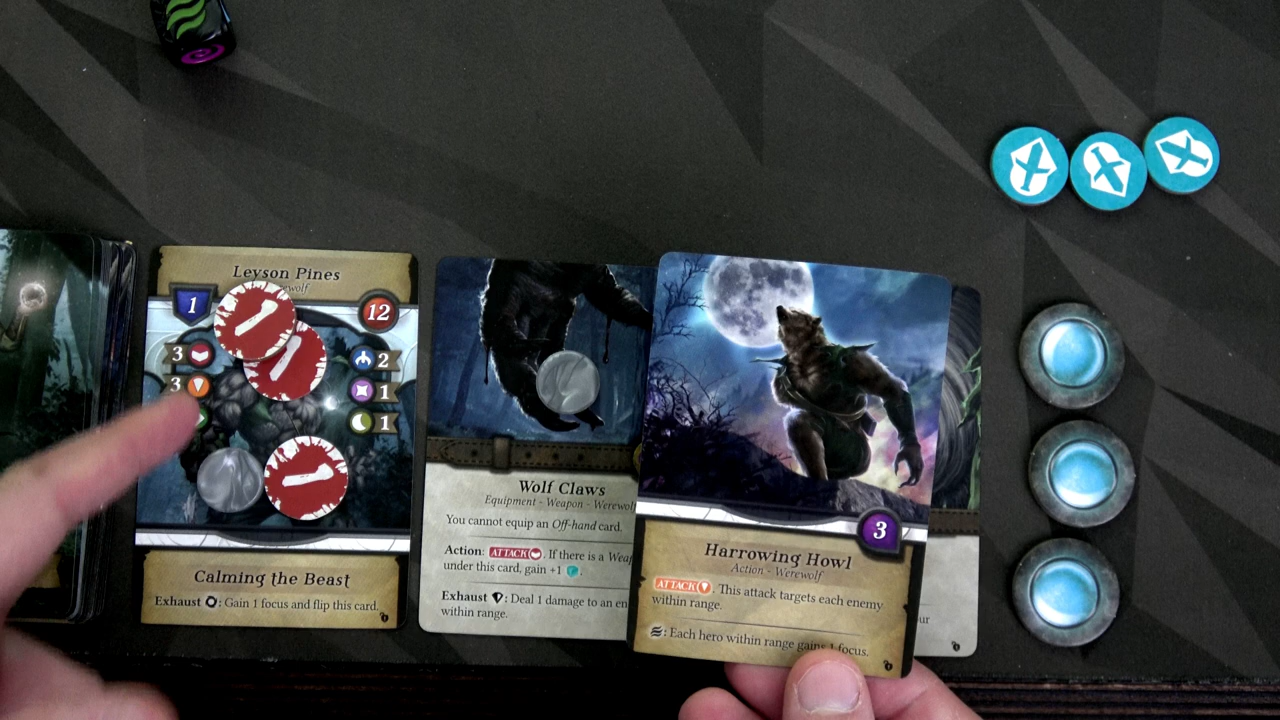 Leyson Pines
1
12
3
2
3
1
1
Calming the Beast
Exhaust : Gain 1 focus and flip this card.
Wolf Claws
Equipment - Weapon -
You cannot equip an Off-hand card.
Action: ATTACK . If there is a
under this card, gain +1 .
Exhaust : Deal 1 damage to an
within range.
3
Harrowing Howl
Action - Werewolf
ATTACK . This attack targets each enemy
within range.
: Each hero within range gains 1 focus.